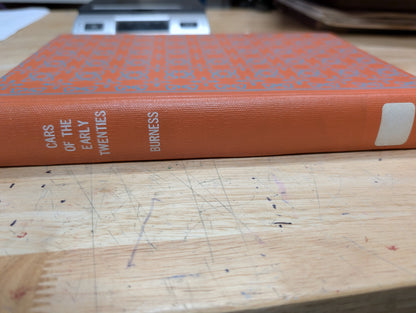 CARS
OF THE
EARLY
TWENTIES
BURNESS